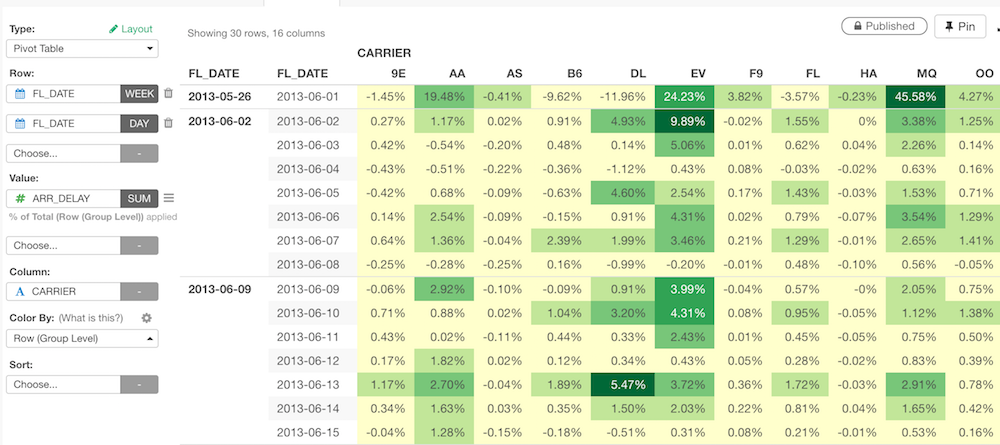 Type: Layout
Pivot Table
Row:
FL_DATE WEEK
FL_DATE DAY
Choose... -
Value:
# ARR_DELAY SUM
% of Total (Row (Group Level)) applied
Choose... -
Column:
A CARRIER -
Color By: (What is this?)
Row (Group Level)
Sort:
Choose... -
Showing 30 rows, 16 columns
Published
Pin
CARRIER
FL_DATE FL_DATE 9E AA AS B6 DL EV F9 FL HA MQ OO
2013-05-26 2013-06-01 -1.45% 19.48% -0.41% -9.62% -11.96% 24.23% 3.82% -3.57% -0.23% 45.58% 4.27%
2013-06-02 2013-06-02 0.27% 1.17% 0.02% 0.91% 4.93% 9.89% -0.02% 1.55% 0% 3.38% 1.25%
2013-06-03 0.42% -0.54% -0.20% 0.48% 0.14% 5.06% 0.01% 0.62% 0.04% 2.26% 0.14%
2013-06-04 -0.43% -0.51% -0.22% -0.36% -1.12% 0.43% 0.08% -0.03% -0.02% 0.63% 0.16%
2013-06-05 -0.42% 0.68% -0.09% -0.63% 4.60% 2.54% 0.17% 1.43% -0.03% 1.53% 0.71%
2013-06-06 0.14% 2.54% -0.09% -0.15% 0.91% 4.31% 0.02% 0.79% -0.07% 3.54% 1.29%
2013-06-07 0.64% 1.36% -0.04% 2.39% 1.99% 3.46% 0.21% 1.29% -0.01% 2.65% 1.41%
2013-06-08 -0.25% -0.28% -0.25% 0.16% -0.99% -0.20% -0.01% 0.48% -0.10% 0.56% -0.05%
2013-06-09 2013-06-09 -0.06% 2.92% -0.10% -0.09% 0.91% 3.99% -0.04% 0.57% -0% 2.05% 0.75%
2013-06-10 0.71% 0.88% 0.02% 1.04% 3.20% 4.31% 0.08% 0.95% -0.05% 1.12% 1.38%
2013-06-11 0.43% 0.02% -0.11% 0.44% 0.33% 2.43% 0.01% 0.45% -0.05% 0.75% 0.50%
2013-06-12 0.17% 1.82% 0.02% 0.12% 0.34% 0.43% 0.05% 0.28% -0.02% 0.83% 0.39%
2013-06-13 1.17% 2.70% -0.04% 1.89% 5.47% 3.72% 0.36% 1.72% -0.03% 2.91% 0.78%
2013-06-14 0.34% 1.63% 0.03% 0.35% 1.50% 2.03% 0.22% 0.81% 0.04% 1.65% 0.42%
2013-06-15 -0.04% 1.28% -0.15% -0.18% -0.51% 0.31% 0.08% 0.21% -0.01% 0.53% 0.16%